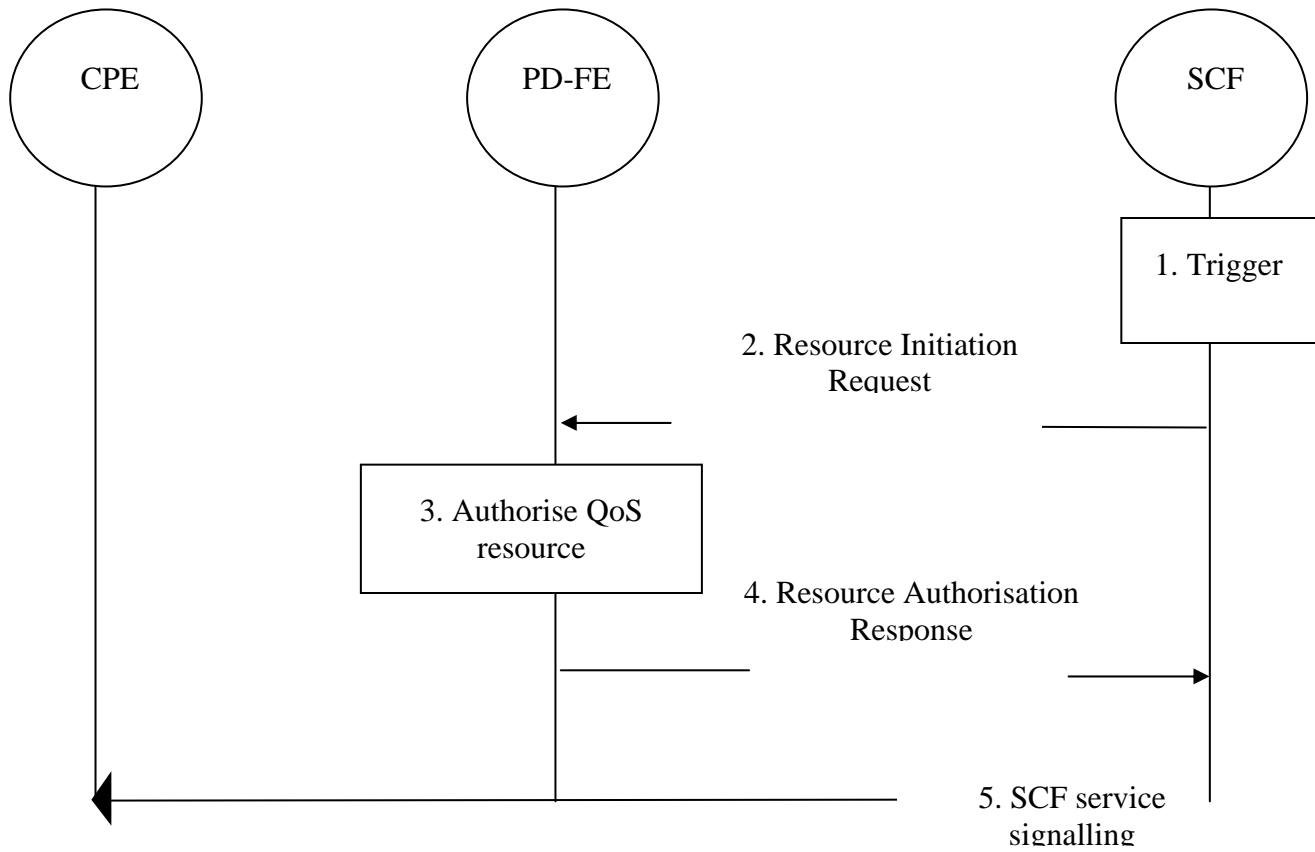 CPE
PD-FE
SCF
1. Trigger
2. Resource Initiation
Request
3. Authorise QoS
resource
4. Resource Authorisation
Response
5. SCF service
signalling